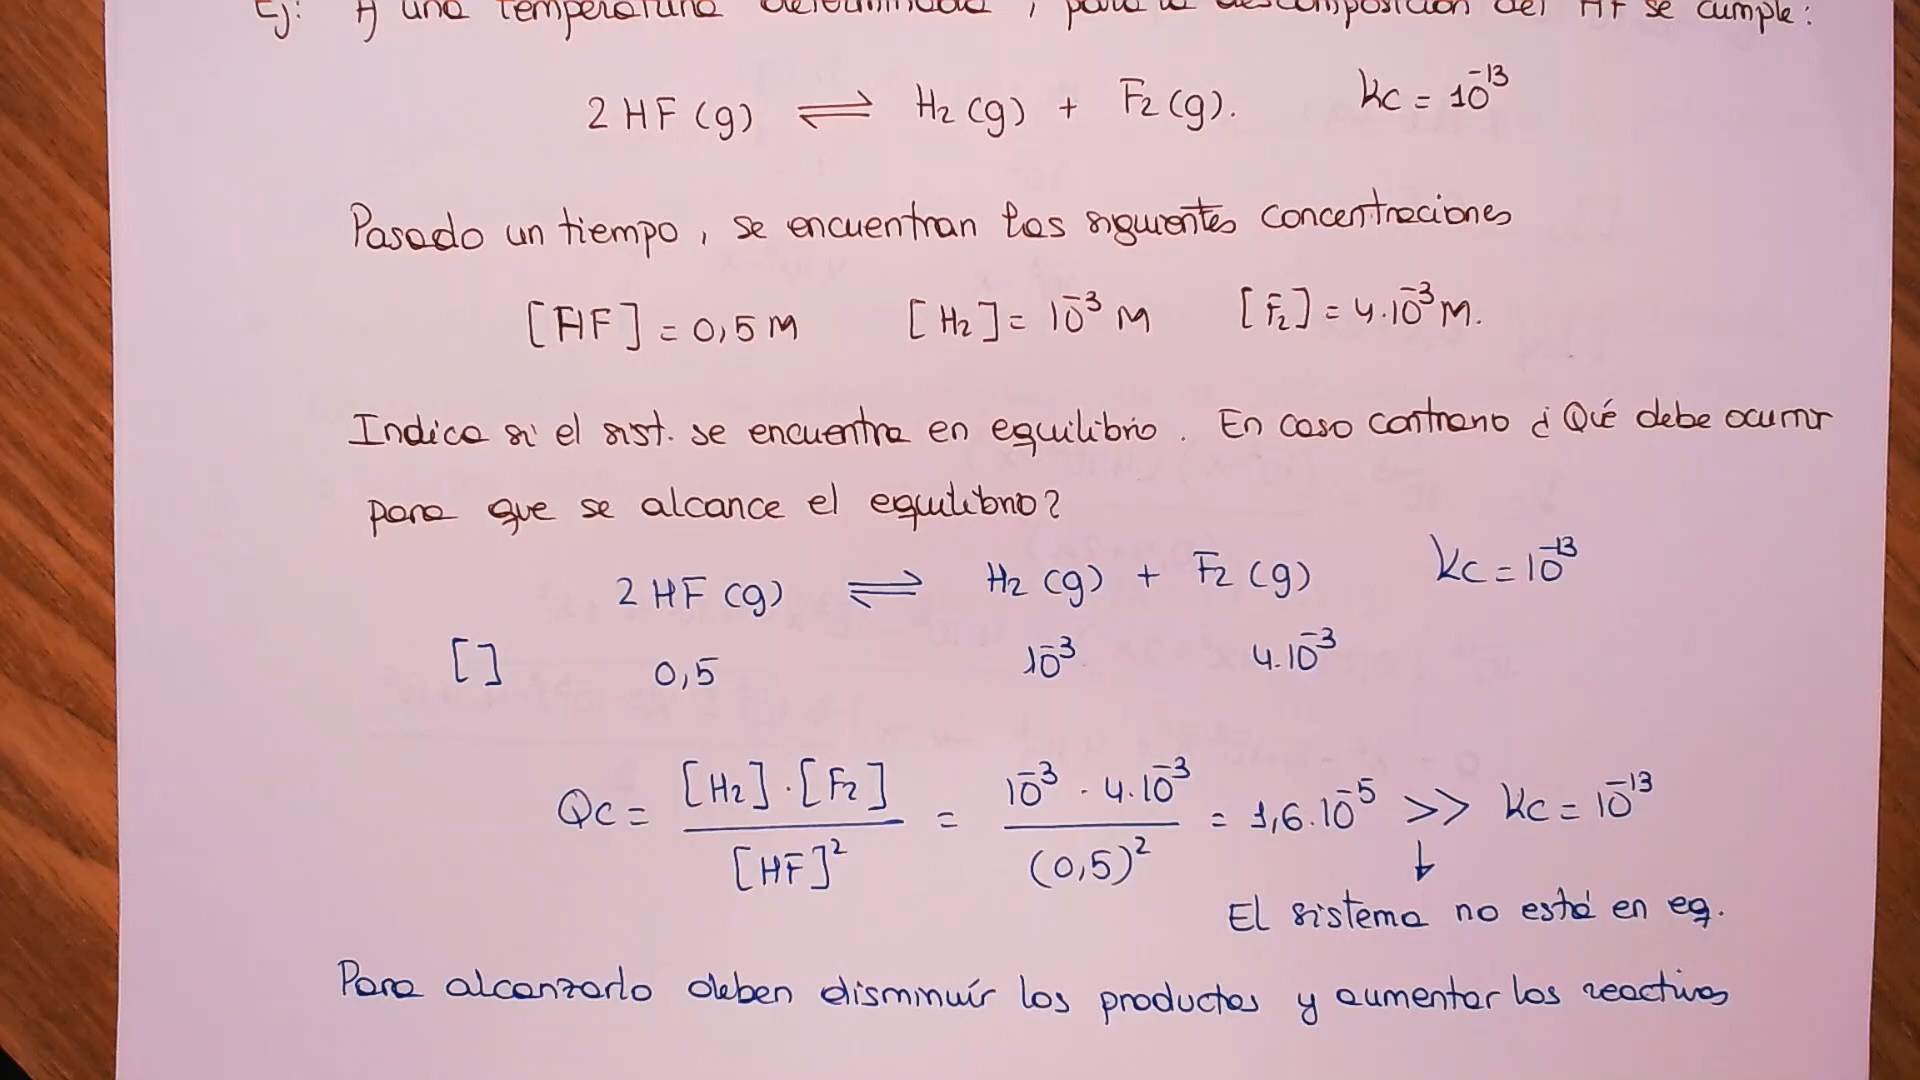 Ej: A una temperatura determinada, para la descomposición del HF se cumple:
2 HF (g) ⇌ H₂ (g) + F₂ (g). Kc = 10⁻¹³
Pasado un tiempo, se encuentran las siguientes concentraciones
[HF] = 0,5 M [H₂] = 10⁻³ M [F₂] = 4·10⁻³ M.
Indica si el sist. se encuentra en equilibrio. En caso contrario ¿Qué debe ocurrir
para que se alcance el equilibrio?
2 HF (g) ⇌ H₂ (g) + F₂ (g) Kc = 10⁻¹³
[ ] 0,5 10⁻³ 4·10⁻³
Qc = [H₂]·[F₂] / [HF]² = 10⁻³ · 4·10⁻³ / (0,5)² = 1,6·10⁻⁵ >> Kc = 10⁻¹³
↓
El sistema no está en eq.
Para alcanzarlo deben disminuír los productos y aumentar los reactivos